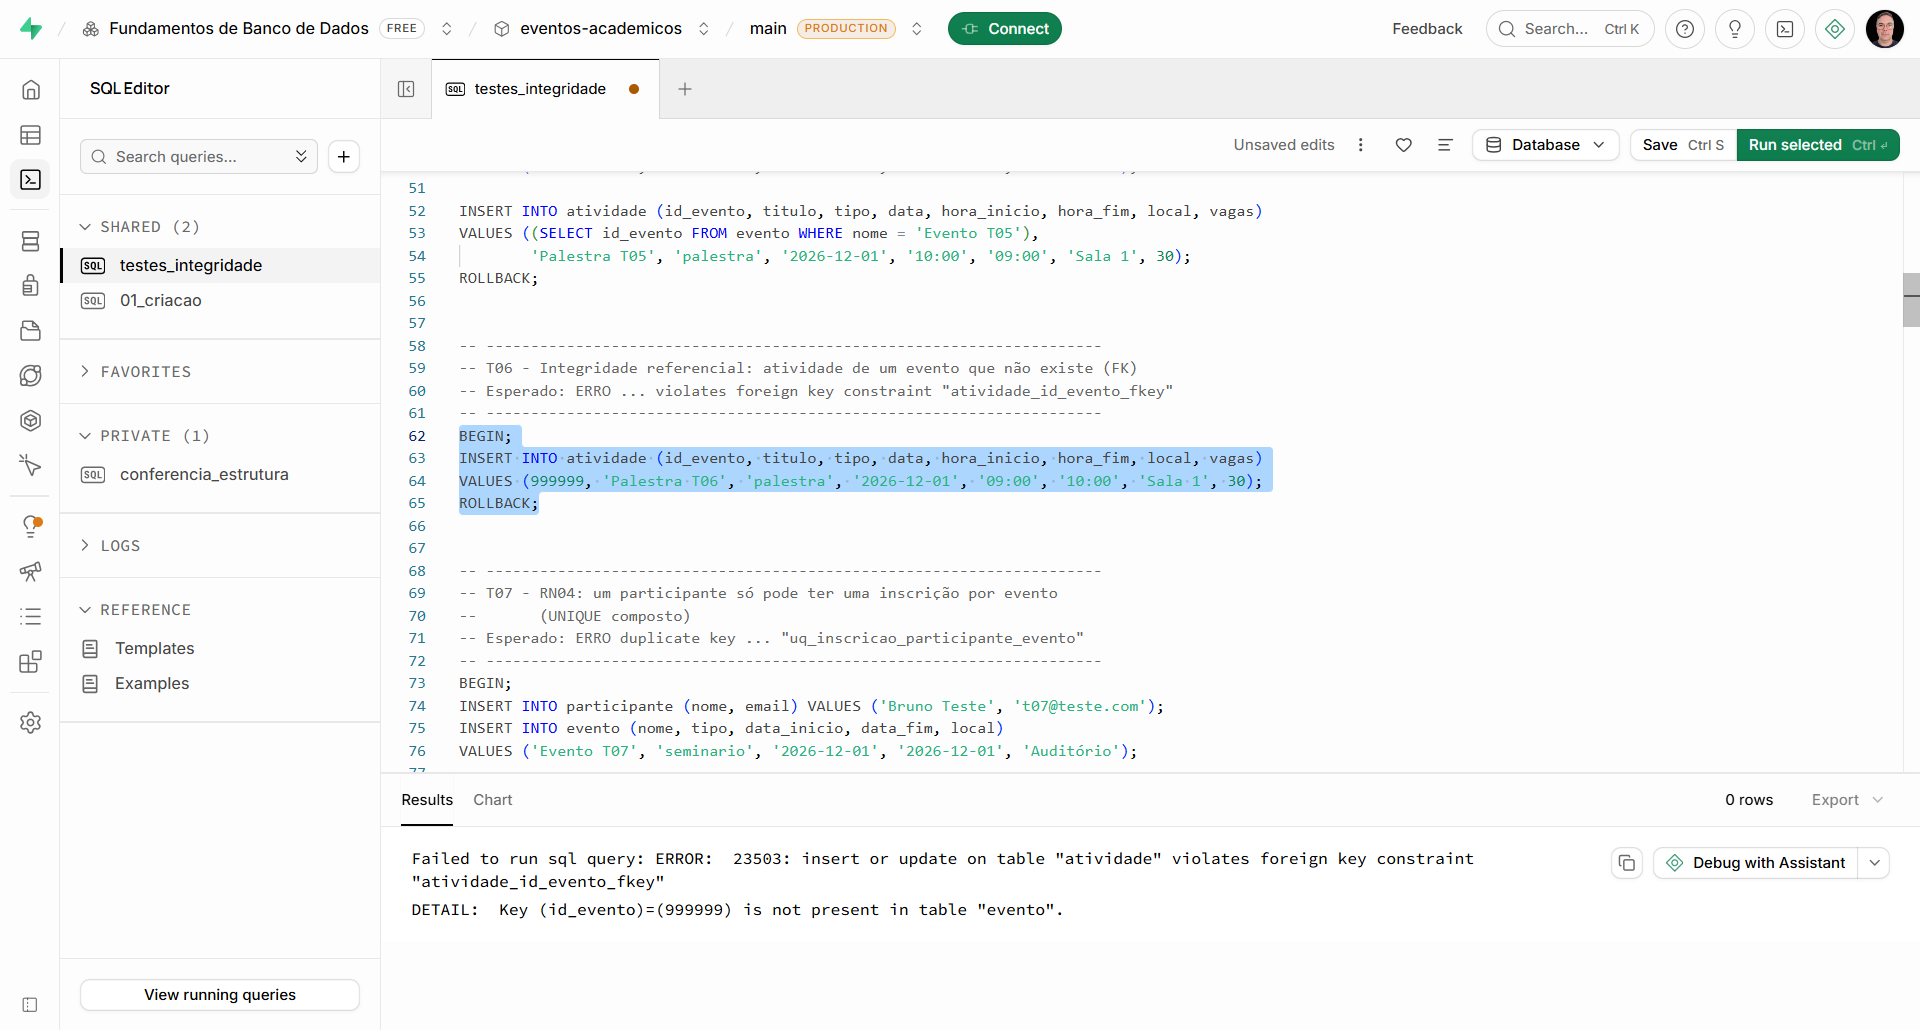 Fundamentos de Banco de Dados FREE eventos-academicos main PRODUCTION Connect Feedback Search... Ctrl K
SQL Editor
SQL testes_integridade
Search queries...
Unsaved edits Database Save Ctrl S Run selected Ctrl
SHARED (2)
SQL testes_integridade
SQL 01_criacao
FAVORITES
PRIVATE (1)
SQL conferencia_estrutura
LOGS
REFERENCE
Templates
Examples
View running queries
51
52 INSERT INTO atividade (id_evento, titulo, tipo, data, hora_inicio, hora_fim, local, vagas)
53 VALUES ((SELECT id_evento FROM evento WHERE nome = 'Evento T05'),
54 'Palestra T05', 'palestra', '2026-12-01', '10:00', '09:00', 'Sala 1', 30);
55 ROLLBACK;
56
57
58 -- ---------------------------------------------------------------------
59 -- T06 - Integridade referencial: atividade de um evento que não existe (FK)
60 -- Esperado: ERRO ... violates foreign key constraint "atividade_id_evento_fkey"
61 -- ---------------------------------------------------------------------
62 BEGIN;
63 INSERT INTO atividade (id_evento, titulo, tipo, data, hora_inicio, hora_fim, local, vagas)
64 VALUES (999999, 'Palestra T06', 'palestra', '2026-12-01', '09:00', '10:00', 'Sala 1', 30);
65 ROLLBACK;
66
67
68 -- ---------------------------------------------------------------------
69 -- T07 - RN04: um participante só pode ter uma inscrição por evento
70 -- (UNIQUE composto)
71 -- Esperado: ERRO duplicate key ... "uq_inscricao_participante_evento"
72 -- ---------------------------------------------------------------------
73 BEGIN;
74 INSERT INTO participante (nome, email) VALUES ('Bruno Teste', 't07@teste.com');
75 INSERT INTO evento (nome, tipo, data_inicio, data_fim, local)
76 VALUES ('Evento T07', 'seminario', '2026-12-01', '2026-12-01', 'Auditório');
77
Results Chart 0 rows Export
Failed to run sql query: ERROR: 23503: insert or update on table "atividade" violates foreign key constraint
"atividade_id_evento_fkey"
DETAIL: Key (id_evento)=(999999) is not present in table "evento".
Debug with Assistant